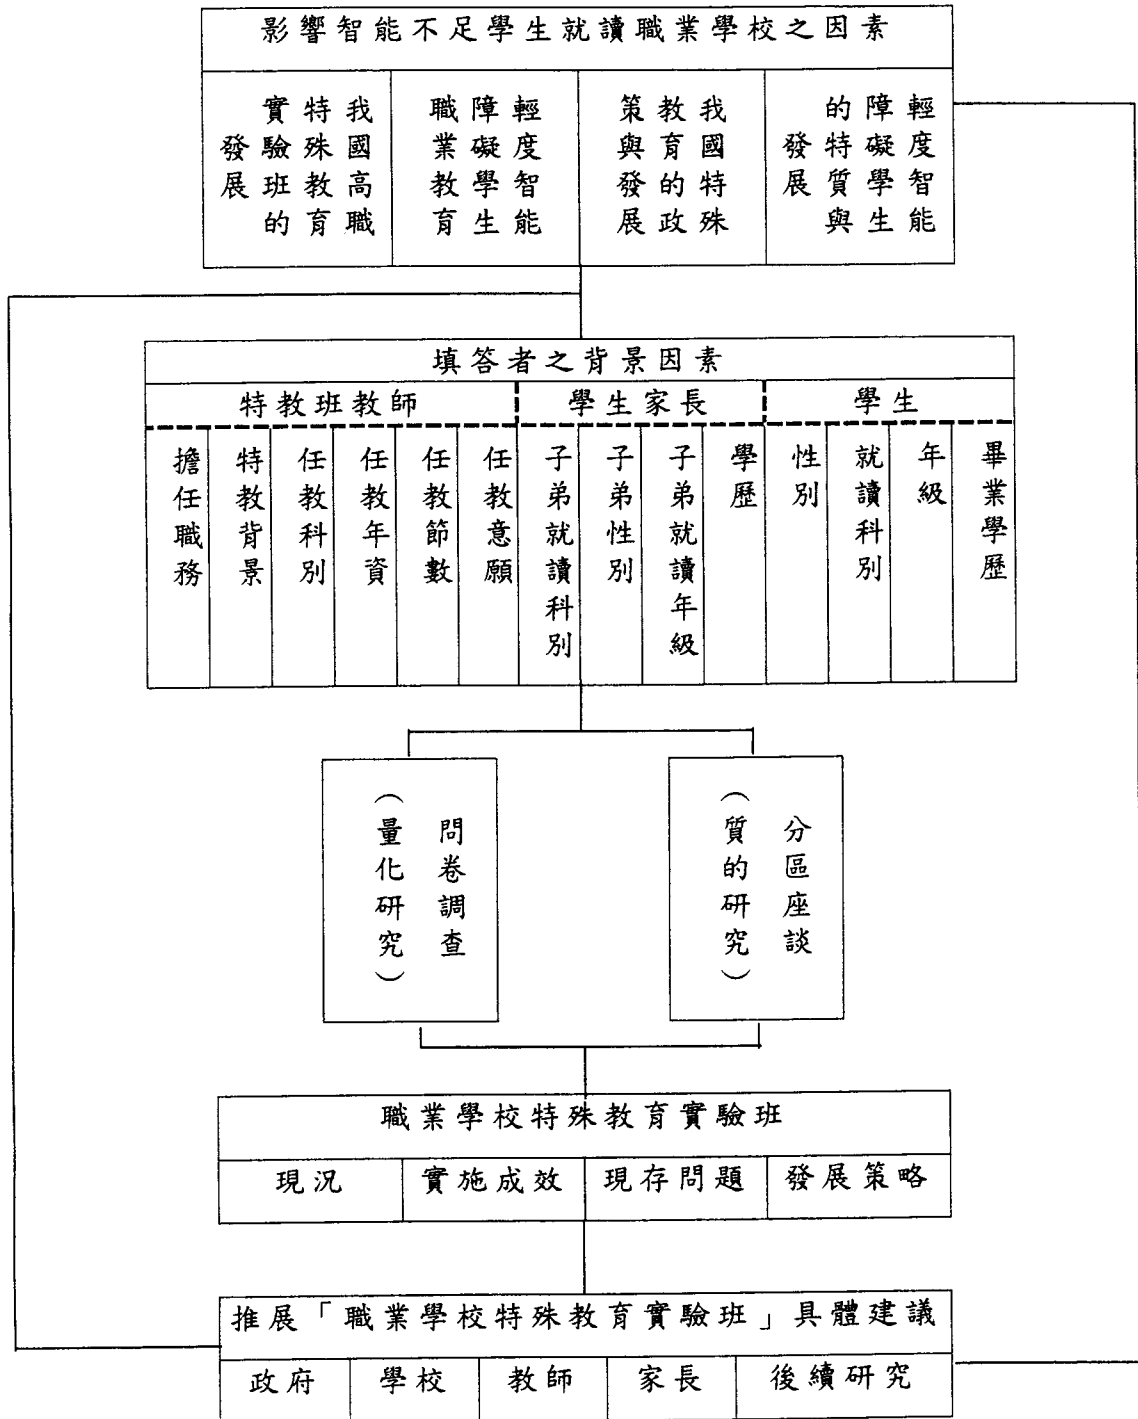 影響智能不足學生就讀職業學校之因素
輕度智能
障礙學生
的特質與
發展
我國特殊
教育的政
策與發展
輕度智能
障礙學生
職業教育
我國高職
特殊教育
實驗班的
發展
填答者之背景因素
特教班教師
學生家長
學生
擔任職務
特教背景
任教科別
任教年資
任教節數
任教意願
子弟就讀科別
子弟性別
子弟就讀年級
學歷
性別
就讀科別
年級
畢業學歷
問卷調查
（量化研究）
分區座談
（質的研究）
職業學校特殊教育實驗班
現況
實施成效
現存問題
發展策略
推展「職業學校特殊教育實驗班」具體建議
政府
學校
教師
家長
後續研究